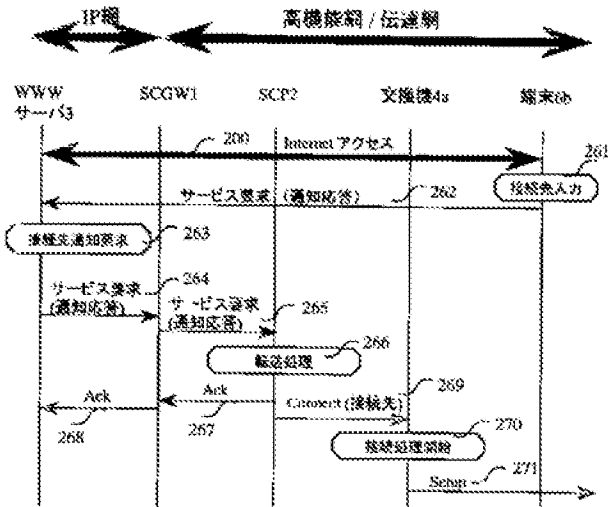 IP網
高機能網 / 伝達網
WWW
サーバ3
SCGW1
SCP2
交換機4a
端末6b
200
Internet アクセス
261
接続先入力
サービス要求 (通知応答)
262
接続先通知要求
263
サービス要求
(通知応答)
264
サービス要求
(通知応答)
265
転送処理
266
Ack
268
Ack
267
Connect (接続先)
269
接続処理開始
270
Setup
271